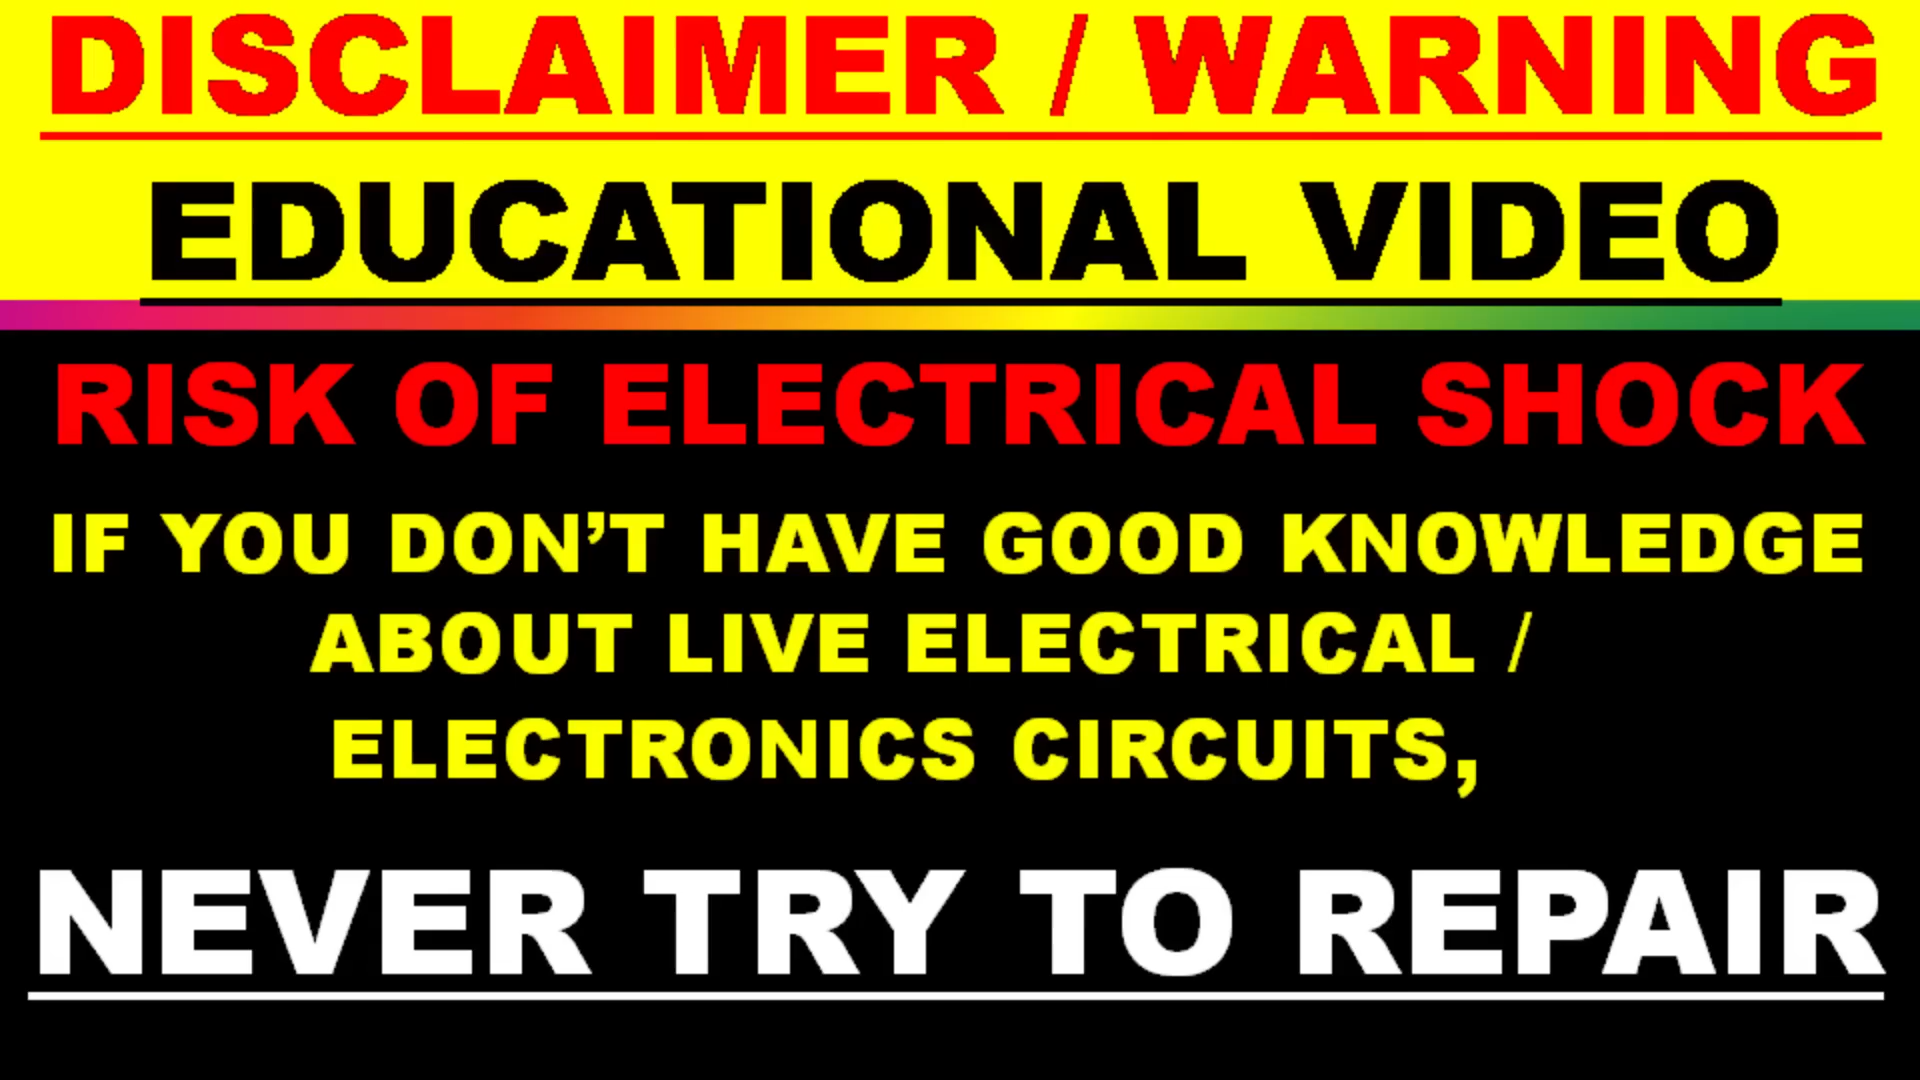 DISCLAIMER / WARNING
EDUCATIONAL VIDEO
RISK OF ELECTRICAL SHOCK
IF YOU DON’T HAVE GOOD KNOWLEDGE
ABOUT LIVE ELECTRICAL /
ELECTRONICS CIRCUITS,
NEVER TRY TO REPAIR